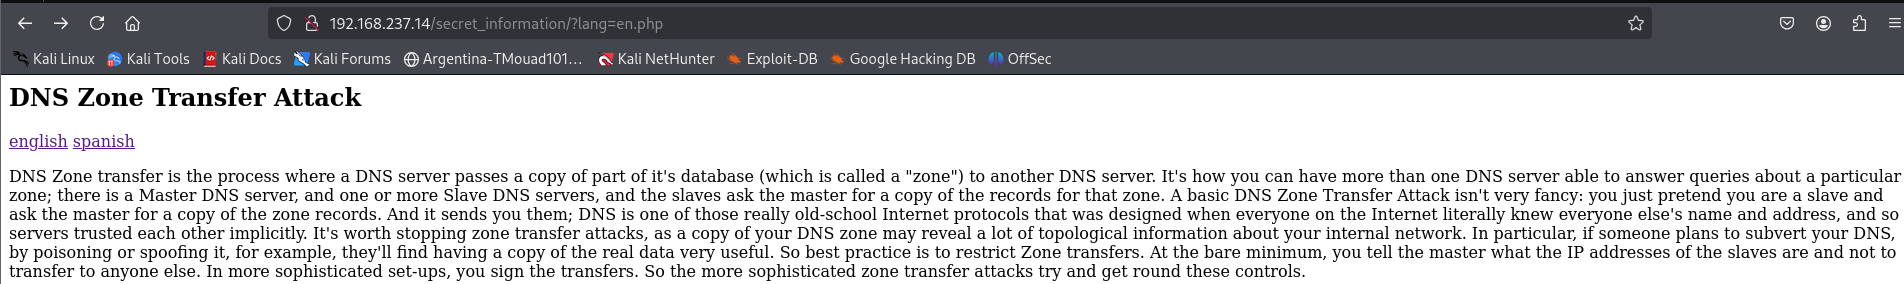 192.168.237.14/secret_information/?lang=en.php
Kali Linux Kali Tools Kali Docs Kali Forums Argentina-TMouad101... Kali NetHunter Exploit-DB Google Hacking DB OffSec
DNS Zone Transfer Attack
english spanish
DNS Zone transfer is the process where a DNS server passes a copy of part of it's database (which is called a "zone") to another DNS server. It's how you can have more than one DNS server able to answer queries about a particular
zone; there is a Master DNS server, and one or more Slave DNS servers, and the slaves ask the master for a copy of the records for that zone. A basic DNS Zone Transfer Attack isn't very fancy: you just pretend you are a slave and
ask the master for a copy of the zone records. And it sends you them; DNS is one of those really old-school Internet protocols that was designed when everyone on the Internet literally knew everyone else's name and address, and so
servers trusted each other implicitly. It's worth stopping zone transfer attacks, as a copy of your DNS zone may reveal a lot of topological information about your internal network. In particular, if someone plans to subvert your DNS,
by poisoning or spoofing it, for example, they'll find having a copy of the real data very useful. So best practice is to restrict Zone transfers. At the bare minimum, you tell the master what the IP addresses of the slaves are and not to
transfer to anyone else. In more sophisticated set-ups, you sign the transfers. So the more sophisticated zone transfer attacks try and get round these controls.